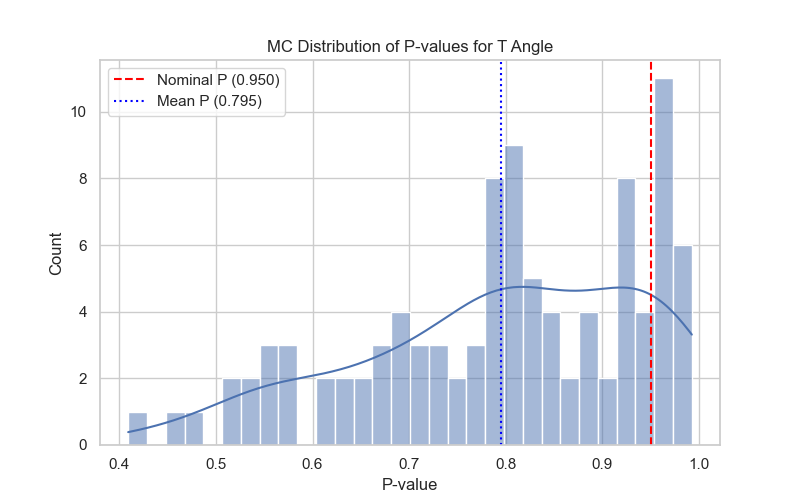 MC Distribution of P-values for T Angle
Nominal P (0.950)
Mean P (0.795)
Count
10
8
6
4
2
0
0.4 0.5 0.6 0.7 0.8 0.9 1.0
P-value